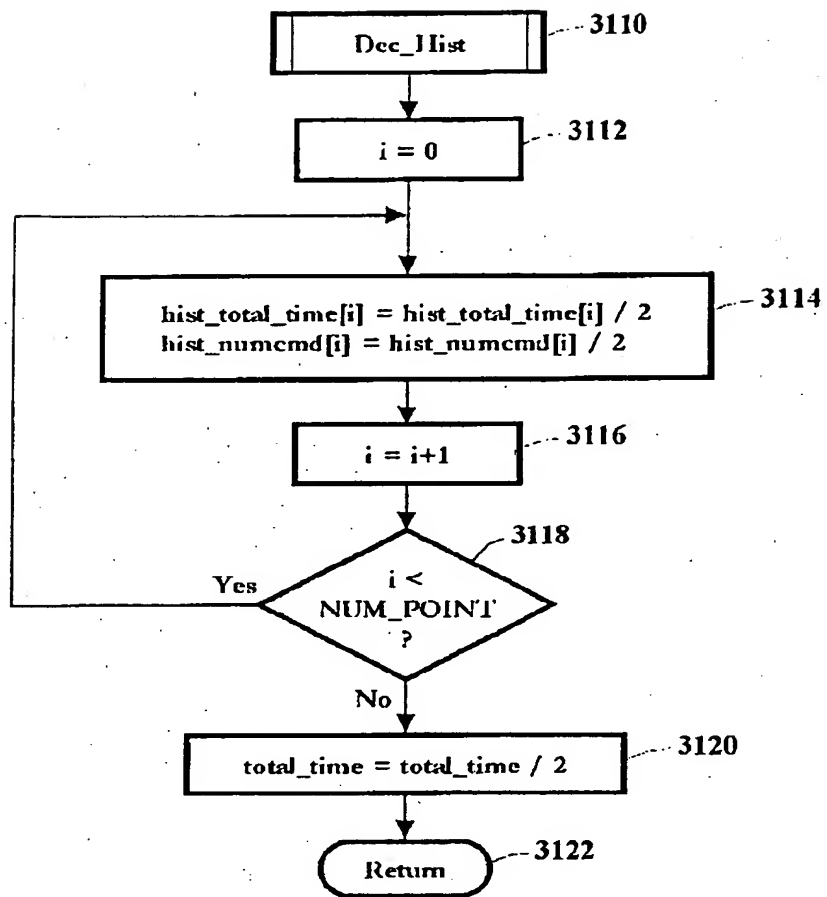 Dec_Hist
3110
i = 0
3112
hist_total_time[i] = hist_total_time[i] / 2
hist_numcmd[i] = hist_numcmd[i] / 2
3114
i = i+1
3116
3118
i <
NUM_POINT
?
Yes
No
total_time = total_time / 2
3120
Return
3122